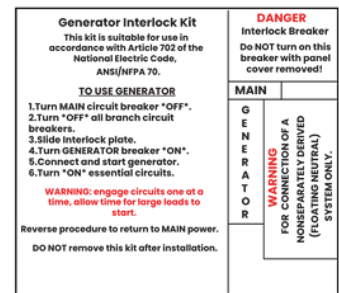 Generator Interlock Kit
This kit is suitable for use in
accordance with Article 702 of the
National Electric Code,
ANSI/NFPA 70.
TO USE GENERATOR
1.Turn MAIN circuit breaker *OFF*.
2.Turn *OFF* all branch circuit
breakers.
3.Slide Interlock plate.
4.Turn GENERATOR breaker *ON*.
5.Connect and start generator.
6.Turn *ON* essential circuits.
WARNING: engage circuits one at a
time, allow time for large loads to
start.
Reverse procedure to return to MAIN power.
DO NOT remove this kit after installation.
DANGER
Interlock Breaker
Do NOT turn on this
breaker with panel
cover removed!
MAIN
GENERATOR
WARNING
FOR CONNECTION OF A
NONSEPARATELY DERIVED
(FLOATING NEUTRAL)
SYSTEM ONLY.